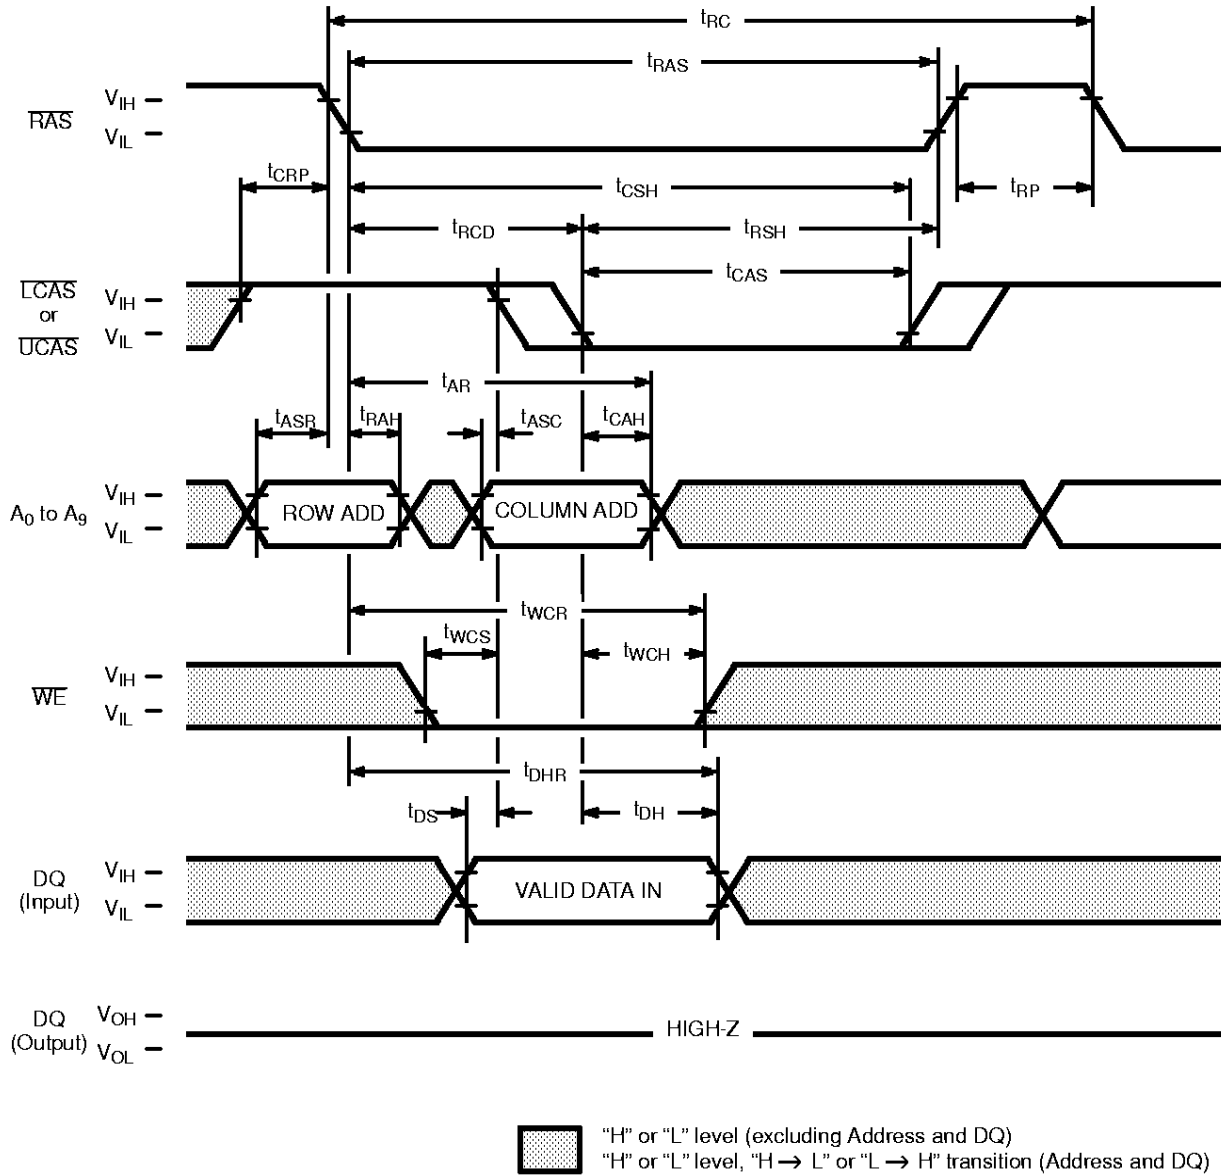 tRC
tRAS
RAS
VIH
VIL
tCRP
tCSH
tRP
tRCD
tRSH
tCAS
LCAS
or
UCAS
VIH
VIL
tAR
tASR
tRAH
tASC
tCAH
A0 to A9
VIH
VIL
ROW ADD
COLUMN ADD
tWCR
tWCS
tWCH
WE
VIH
VIL
tDHR
tDS
tDH
DQ
(Input)
VIH
VIL
VALID DATA IN
DQ
(Output)
VOH
VOL
HIGH-Z
“H” or “L” level (excluding Address and DQ)
“H” or “L” level, “H → L” or “L → H” transition (Address and DQ)